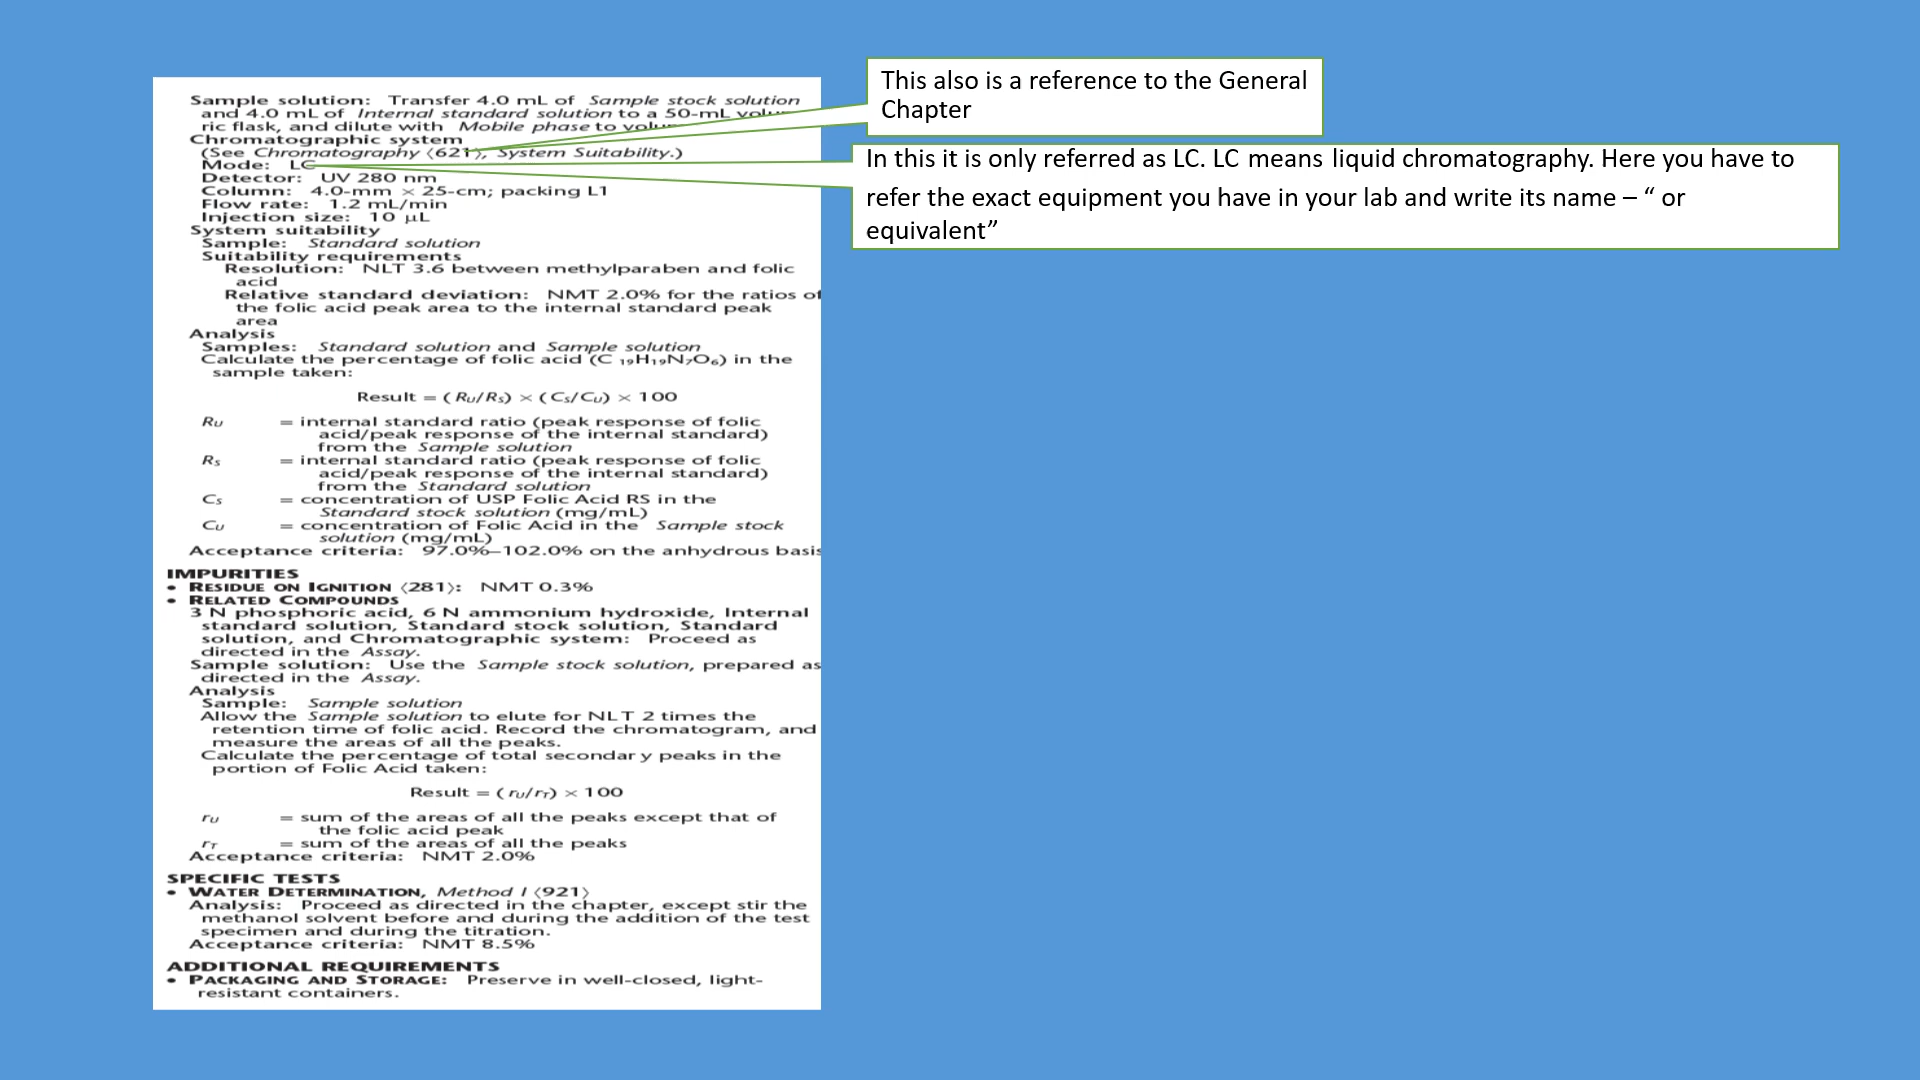 Sample solution: Transfer 4.0 mL of Sample stock solution
and 4.0 mL of Internal standard solution to a 50-mL
ric flask, and dilute with Mobile phase to
Chromatographic system
(See Chromatography ⟨621⟩, System Suitability.)
Mode: LC
Detector: UV 280 nm
Column: 4.0-mm × 25-cm; packing L1
Flow rate: 1.2 mL/min
Injection size: 10 µL
System suitability
Sample: Standard solution
Suitability requirements
Resolution: NLT 3.6 between methylparaben and folic
acid
Relative standard deviation: NMT 2.0% for the ratios of
the folic acid peak area to the internal standard peak
area
Analysis
Samples: Standard solution and Sample solution
Calculate the percentage of folic acid (C₁₉H₁₉N₇O₆) in the
sample taken:
Result = (RU/RS) × (CS/CU) × 100
RU = internal standard ratio (peak response of folic
acid/peak response of the internal standard)
from the Sample solution
RS = internal standard ratio (peak response of folic
acid/peak response of the internal standard)
from the Standard solution
CS = concentration of USP Folic Acid RS in the
Standard stock solution (mg/mL)
CU = concentration of Folic Acid in the Sample stock
solution (mg/mL)
Acceptance criteria: 97.0%–102.0% on the anhydrous basis
IMPURITIES
• RESIDUE ON IGNITION ⟨281⟩: NMT 0.3%
• RELATED COMPOUNDS
3 N phosphoric acid, 6 N ammonium hydroxide, Internal
standard solution, Standard stock solution, Standard
solution, and Chromatographic system: Proceed as
directed in the Assay.
Sample solution: Use the Sample stock solution, prepared as
directed in the Assay.
Analysis
Sample: Sample solution
Allow the Sample solution to elute for NLT 2 times the
retention time of folic acid. Record the chromatogram, and
measure the areas of all the peaks.
Calculate the percentage of total secondar y peaks in the
portion of Folic Acid taken:
Result = (rU/rT) × 100
rU = sum of the areas of all the peaks except that of
the folic acid peak
rT = sum of the areas of all the peaks
Acceptance criteria: NMT 2.0%
SPECIFIC TESTS
• WATER DETERMINATION, Method I ⟨921⟩
Analysis: Proceed as directed in the chapter, except stir the
methanol solvent before and during the addition of the test
specimen and during the titration.
Acceptance criteria: NMT 8.5%
ADDITIONAL REQUIREMENTS
• PACKAGING AND STORAGE: Preserve in well-closed, light-
resistant containers.
This also is a reference to the General
Chapter
In this it is only referred as LC. LC means liquid chromatography. Here you have to
refer the exact equipment you have in your lab and write its name – “ or
equivalent”